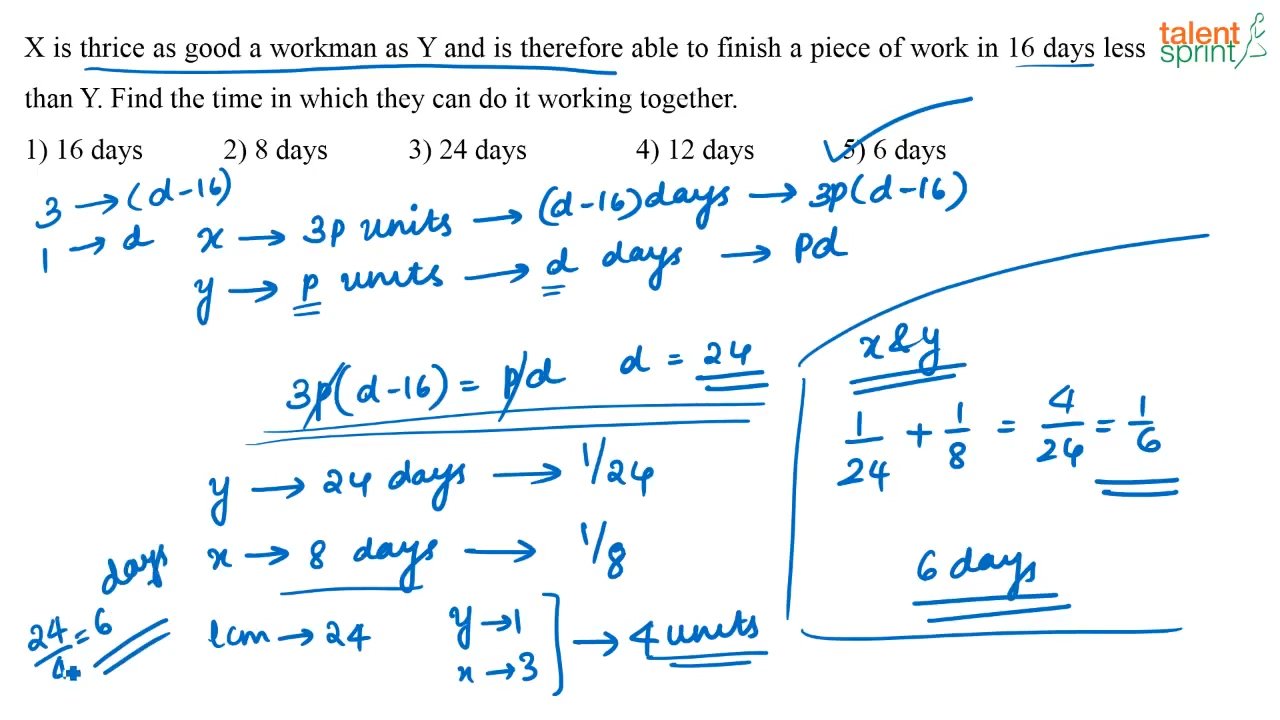 X is thrice as good a workman as Y and is therefore able to finish a piece of work in 16 days less
than Y. Find the time in which they can do it working together.
talent
sprint
1) 16 days 2) 8 days 3) 24 days 4) 12 days 5) 6 days
3 → (d-16)
1 → d
x → 3p units → (d-16) days → 3p(d-16)
y → p units → d days → pd
3p(d-16) = pd d = 24
y → 24 days → 1/24
x → 8 days → 1/8
days
24/4 = 6
lcm → 24 y → 1
x → 3
→ 4 units
x & y
1/24 + 1/8 = 4/24 = 1/6
6 days